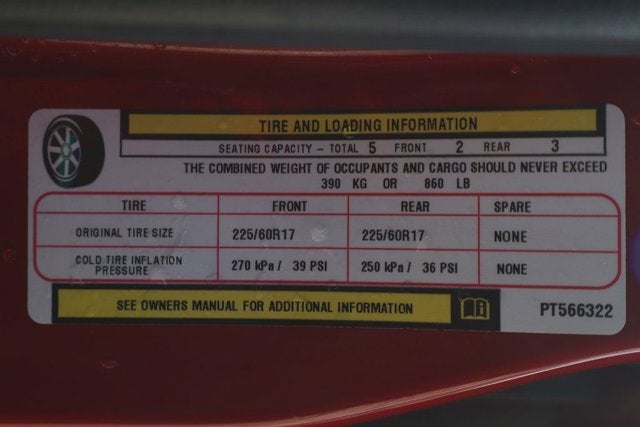 TIRE AND LOADING INFORMATION
SEATING CAPACITY – TOTAL 5 FRONT 2 REAR 3
THE COMBINED WEIGHT OF OCCUPANTS AND CARGO SHOULD NEVER EXCEED
390 KG OR 860 LB
TIRE FRONT REAR SPARE
ORIGINAL TIRE SIZE 225/60R17 225/60R17 NONE
COLD TIRE INFLATION PRESSURE 270 kPa / 39 PSI 250 kPa / 36 PSI NONE
SEE OWNERS MANUAL FOR ADDITIONAL INFORMATION
PT566322